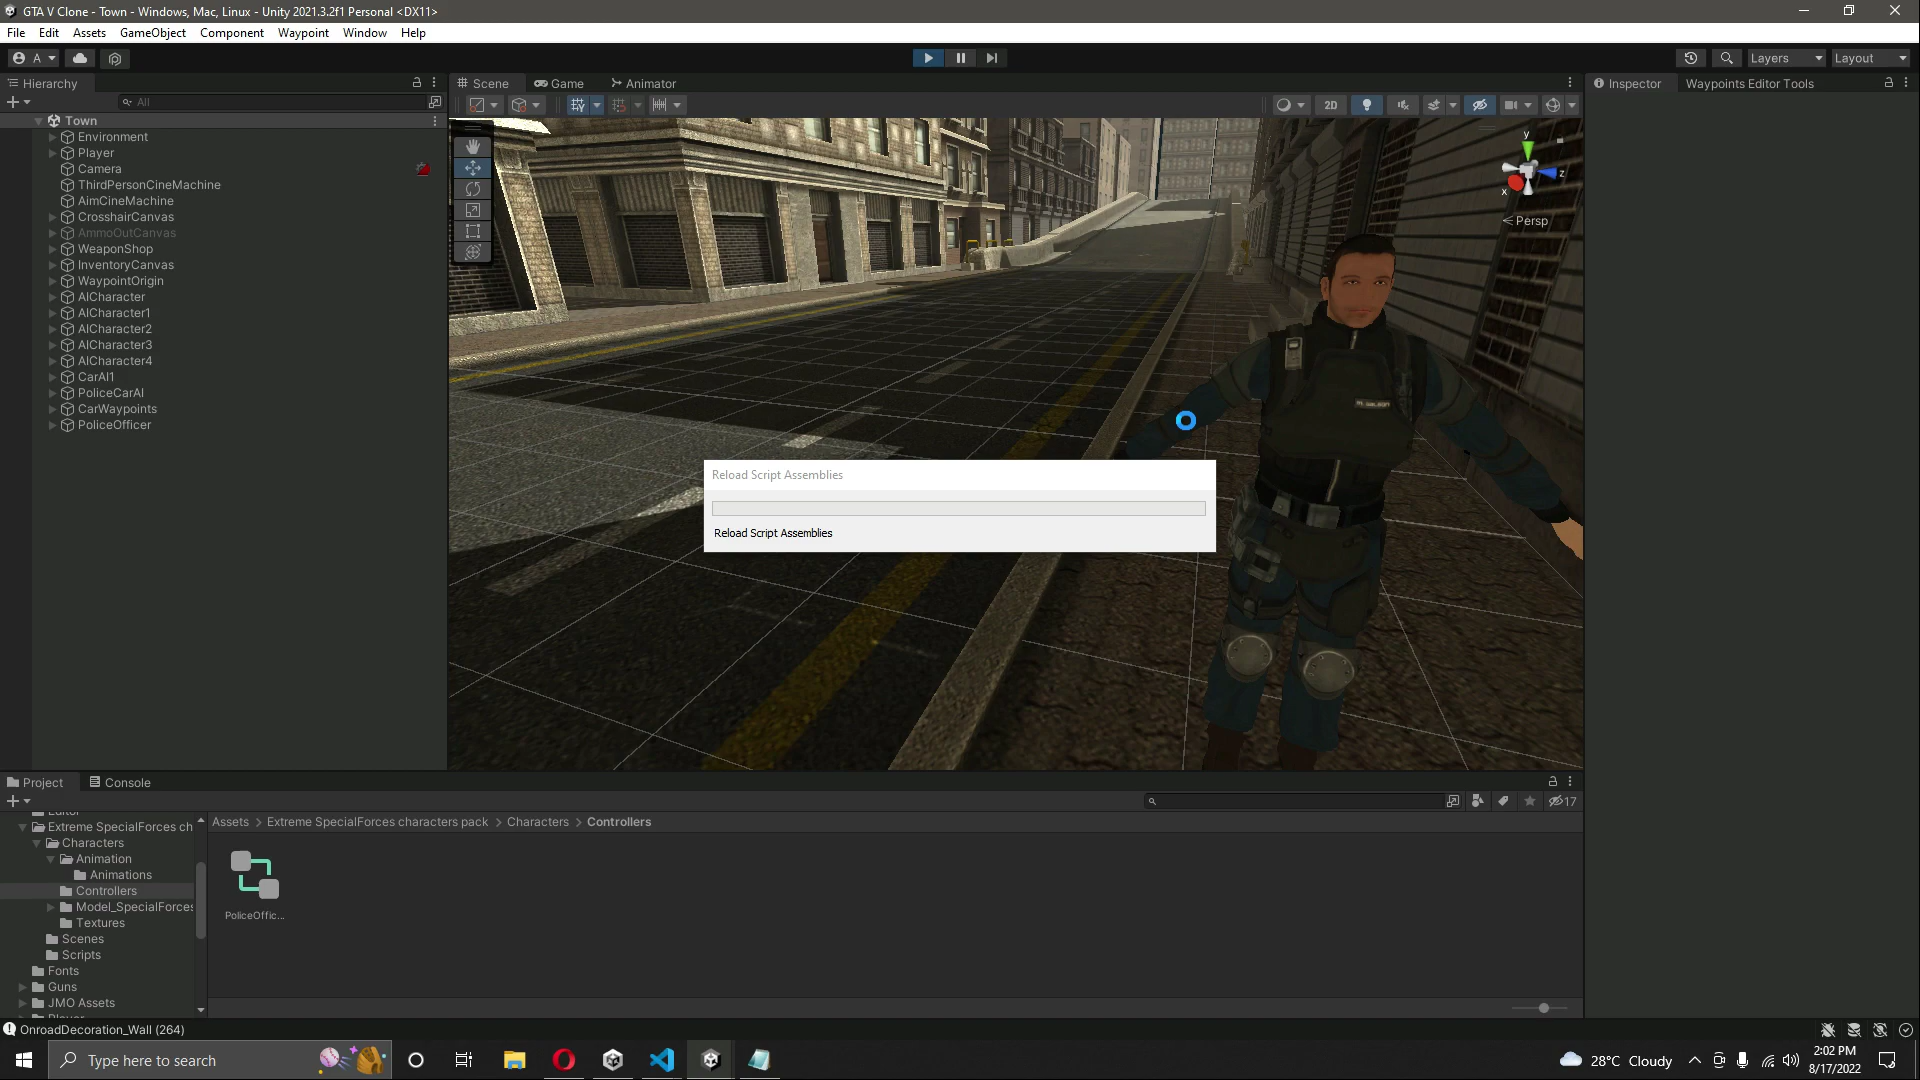 GTA V Clone - Town - Windows, Mac, Linux - Unity 2021.3.2f1 Personal <DX11>
File Edit Assets GameObject Component Waypoint Window Help
A
Layers
Layout
Hierarchy
Scene
Game
Animator
Inspector
Waypoints Editor Tools
All
2D
Town
Environment
Player
Camera
ThirdPersonCineMachine
AimCineMachine
CrosshairCanvas
AmmoOutCanvas
WeaponShop
InventoryCanvas
WaypointOrigin
AICharacter
AICharacter1
AICharacter2
AICharacter3
AICharacter4
CarAI1
PoliceCarAI
CarWaypoints
PoliceOfficer
y
z
x
Persp
Reload Script Assemblies
Reload Script Assemblies
Project
Console
17
Assets > Extreme SpecialForces characters pack > Characters > Controllers
Extreme SpecialForces ch
Characters
Animation
Animations
Controllers
Model_SpecialForces
Textures
Scenes
Scripts
Fonts
Guns
JMO Assets
PoliceOffic...
OnroadDecoration_Wall (264)
Type here to search
28°C Cloudy
2:02 PM
8/17/2022